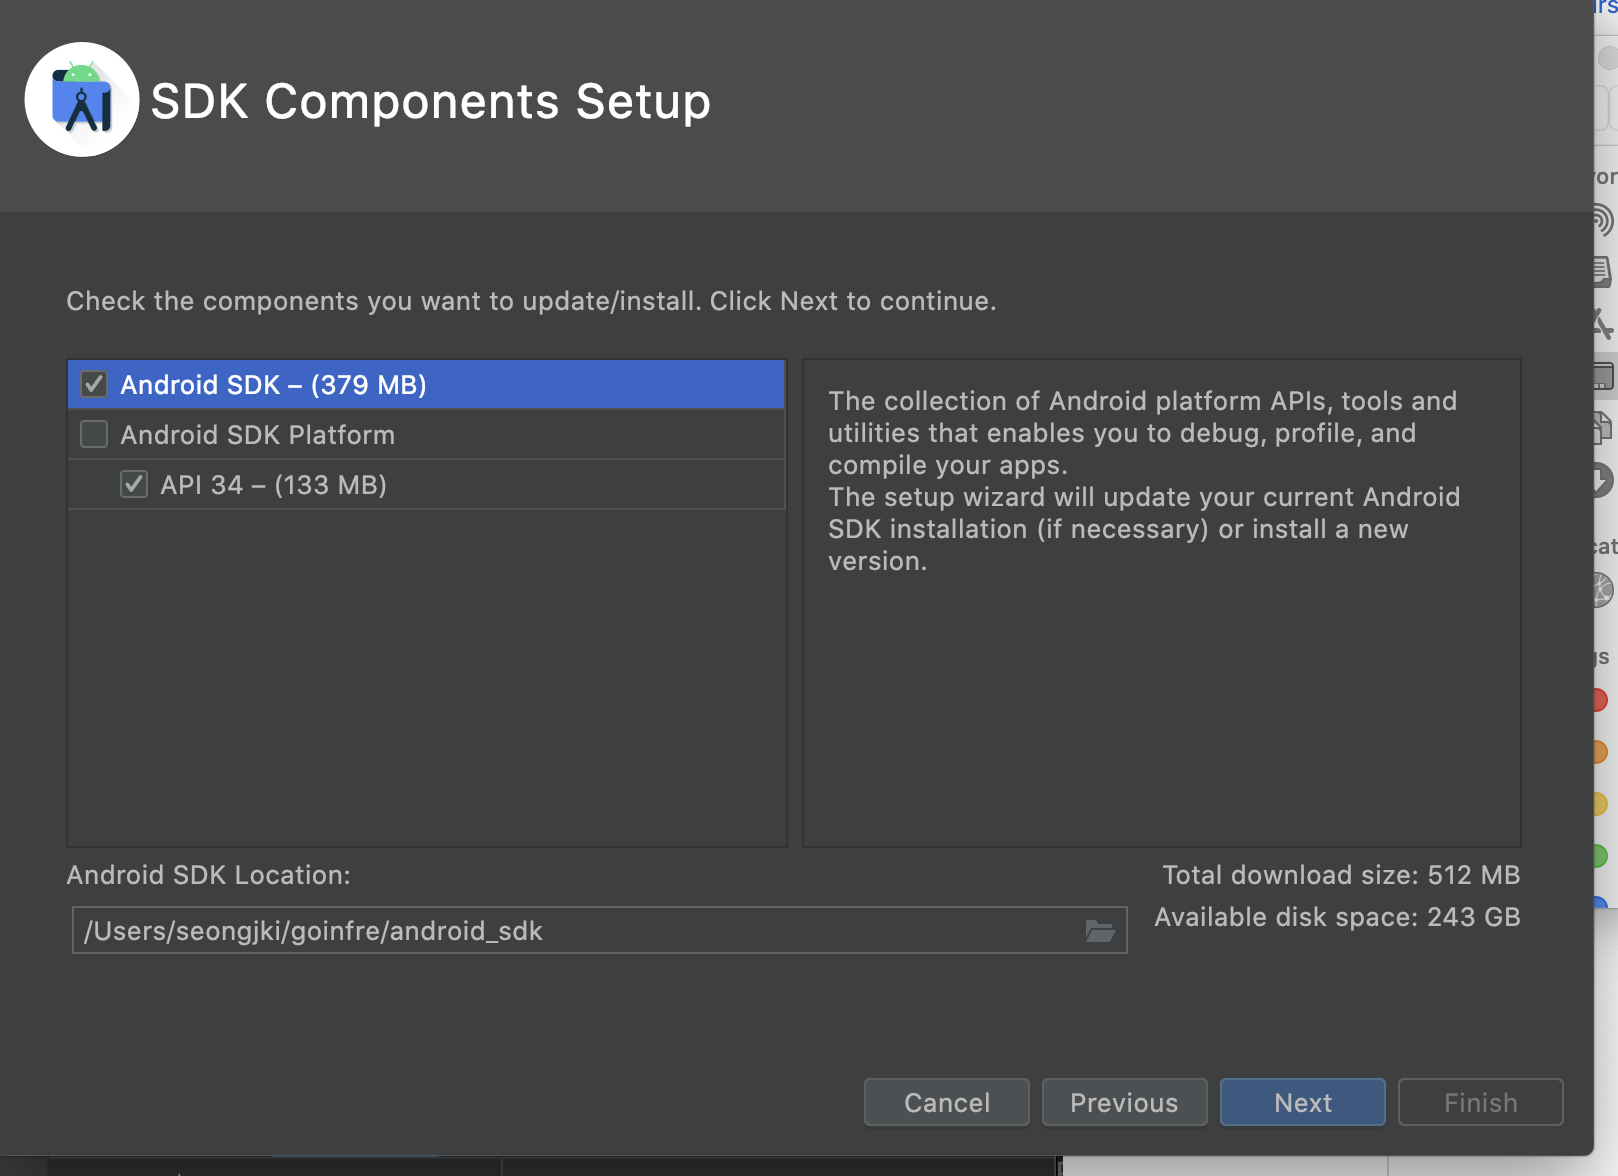 SDK Components Setup
Check the components you want to update/install. Click Next to continue.
Android SDK – (379 MB)
Android SDK Platform
API 34 – (133 MB)
The collection of Android platform APIs, tools and
utilities that enables you to debug, profile, and
compile your apps.
The setup wizard will update your current Android
SDK installation (if necessary) or install a new
version.
Android SDK Location:
/Users/seongjki/goinfre/android_sdk
Total download size: 512 MB
Available disk space: 243 GB
Cancel
Previous
Next
Finish